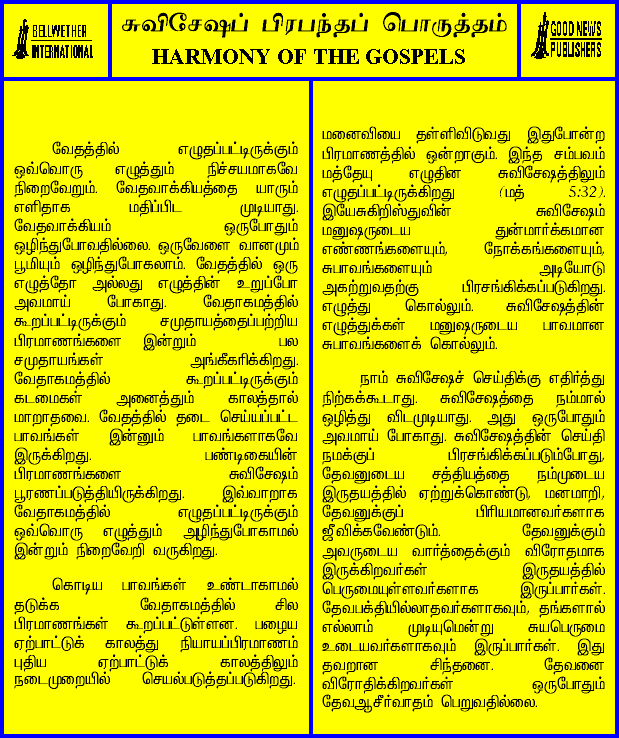 BELLWETHER
INTERNATIONAL
சுவிசேஷப் பிரபந்தப் பொருத்தம்
HARMONY OF THE GOSPELS
GOOD NEWS
PUBLISHERS
வேதத்தில் எழுதப்பட்டிருக்கும்
ஒவ்வொரு எழுத்தும் நிச்சயமாகவே
நிறைவேறும். வேதவாக்கியத்தை யாரும்
எளிதாக மதிப்பிட முடியாது.
வேதவாக்கியம் ஒருபோதும்
ஒழிந்துபோவதில்லை. ஒருவேளை வானமும்
பூமியும் ஒழிந்துபோகலாம். வேதத்தில் ஒரு
எழுத்தோ அல்லது எழுத்தின் உறுப்போ
அவமாய் போகாது. வேதாகமத்தில்
கூறப்பட்டிருக்கும் சமுதாயத்தைப்பற்றிய
பிரமாணங்களை இன்றும் பல
சமுதாயங்கள் அங்கீகரிக்கிறது.
வேதாகமத்தில் கூறப்பட்டிருக்கும்
கடமைகள் அனைத்தும் காலத்தால்
மாறாதவை. வேதத்தில் தடை செய்யப்பட்ட
பாவங்கள் இன்னும் பாவங்களாகவே
இருக்கிறது. பண்டிகையின்
பிரமாணங்களை சுவிசேஷம்
பூரணப்படுத்தியிருக்கிறது. இவ்வாறாக
வேதாகமத்தில் எழுதப்பட்டிருக்கும்
ஒவ்வொரு எழுத்தும் அழிந்துபோகாமல்
இன்றும் நிறைவேறி வருகிறது.
கொடிய பாவங்கள் உண்டாகாமல்
தடுக்க வேதாகமத்தில் சில
பிரமாணங்கள் கூறப்பட்டுள்ளன. பழைய
ஏற்பாட்டுக் காலத்து நியாயப்பிரமாணம்
புதிய ஏற்பாட்டுக் காலத்திலும்
நடைமுறையில் செயல்படுத்தப்படுகிறது.
மனைவியை தள்ளிவிடுவது இதுபோன்ற
பிரமாணத்தில் ஒன்றாகும். இந்த சம்பவம்
மத்தேயு எழுதின சுவிசேஷத்திலும்
எழுதப்பட்டிருக்கிறது (மத் 5:32).
இயேசுகிறிஸ்துவின் சுவிசேஷம்
மனுஷருடைய துன்மார்க்கமான
எண்ணங்களையும், நோக்கங்களையும்,
சுபாவங்களையும் அடியோடு
அகற்றுவதற்கு பிரசங்கிக்கப்படுகிறது.
எழுத்து கொல்லும். சுவிசேஷத்தின்
எழுத்துக்கள் மனுஷருடைய பாவமான
சுபாவங்களைக் கொல்லும்.
நாம் சுவிசேஷச் செய்திக்கு எதிர்த்து
நிற்கக்கூடாது. சுவிசேஷத்தை நம்மால்
ஒழித்து விடமுடியாது. அது ஒருபோதும்
அவமாய் போகாது. சுவிசேஷத்தின் செய்தி
நமக்குப் பிரசங்கிக்கப்படும்போது,
தேவனுடைய சத்தியத்தை நம்முடைய
இருதயத்தில் ஏற்றுக்கொண்டு, மனமாறி,
தேவனுக்குப் பிரியமானவர்களாக
ஜீவிக்கவேண்டும். தேவனுக்கும்
அவருடைய வார்த்தைக்கும் விரோதமாக
இருக்கிறவர்கள் இருதயத்தில்
பெருமையுள்ளவர்களாக இருப்பார்கள்.
தேவபக்தியில்லாதவர்களாகவும், தங்களால்
எல்லாம் முடியுமென்று சுயபெருமை
உடையவர்களாகவும் இருப்பார்கள். இது
தவறான சிந்தனை. தேவனை
விரோதிக்கிறவர்கள் ஒருபோதும்
தேவஆசீர்வாதம் பெறுவதில்லை.